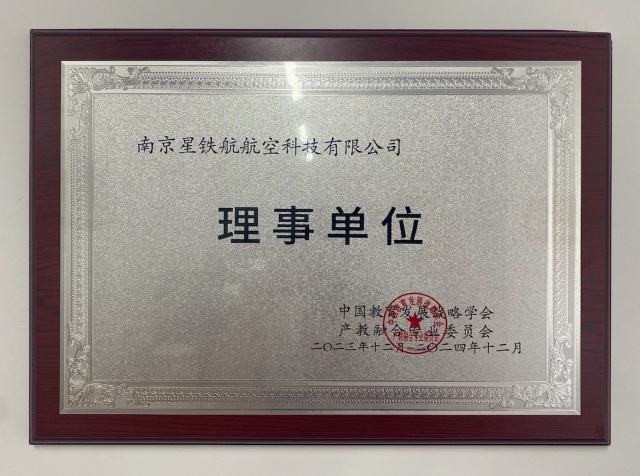 南京星铁航航空科技有限公司
理事单位
中国教育发展战略学会
产教融合专业委员会
二〇二三年十二月—二〇二四年十二月